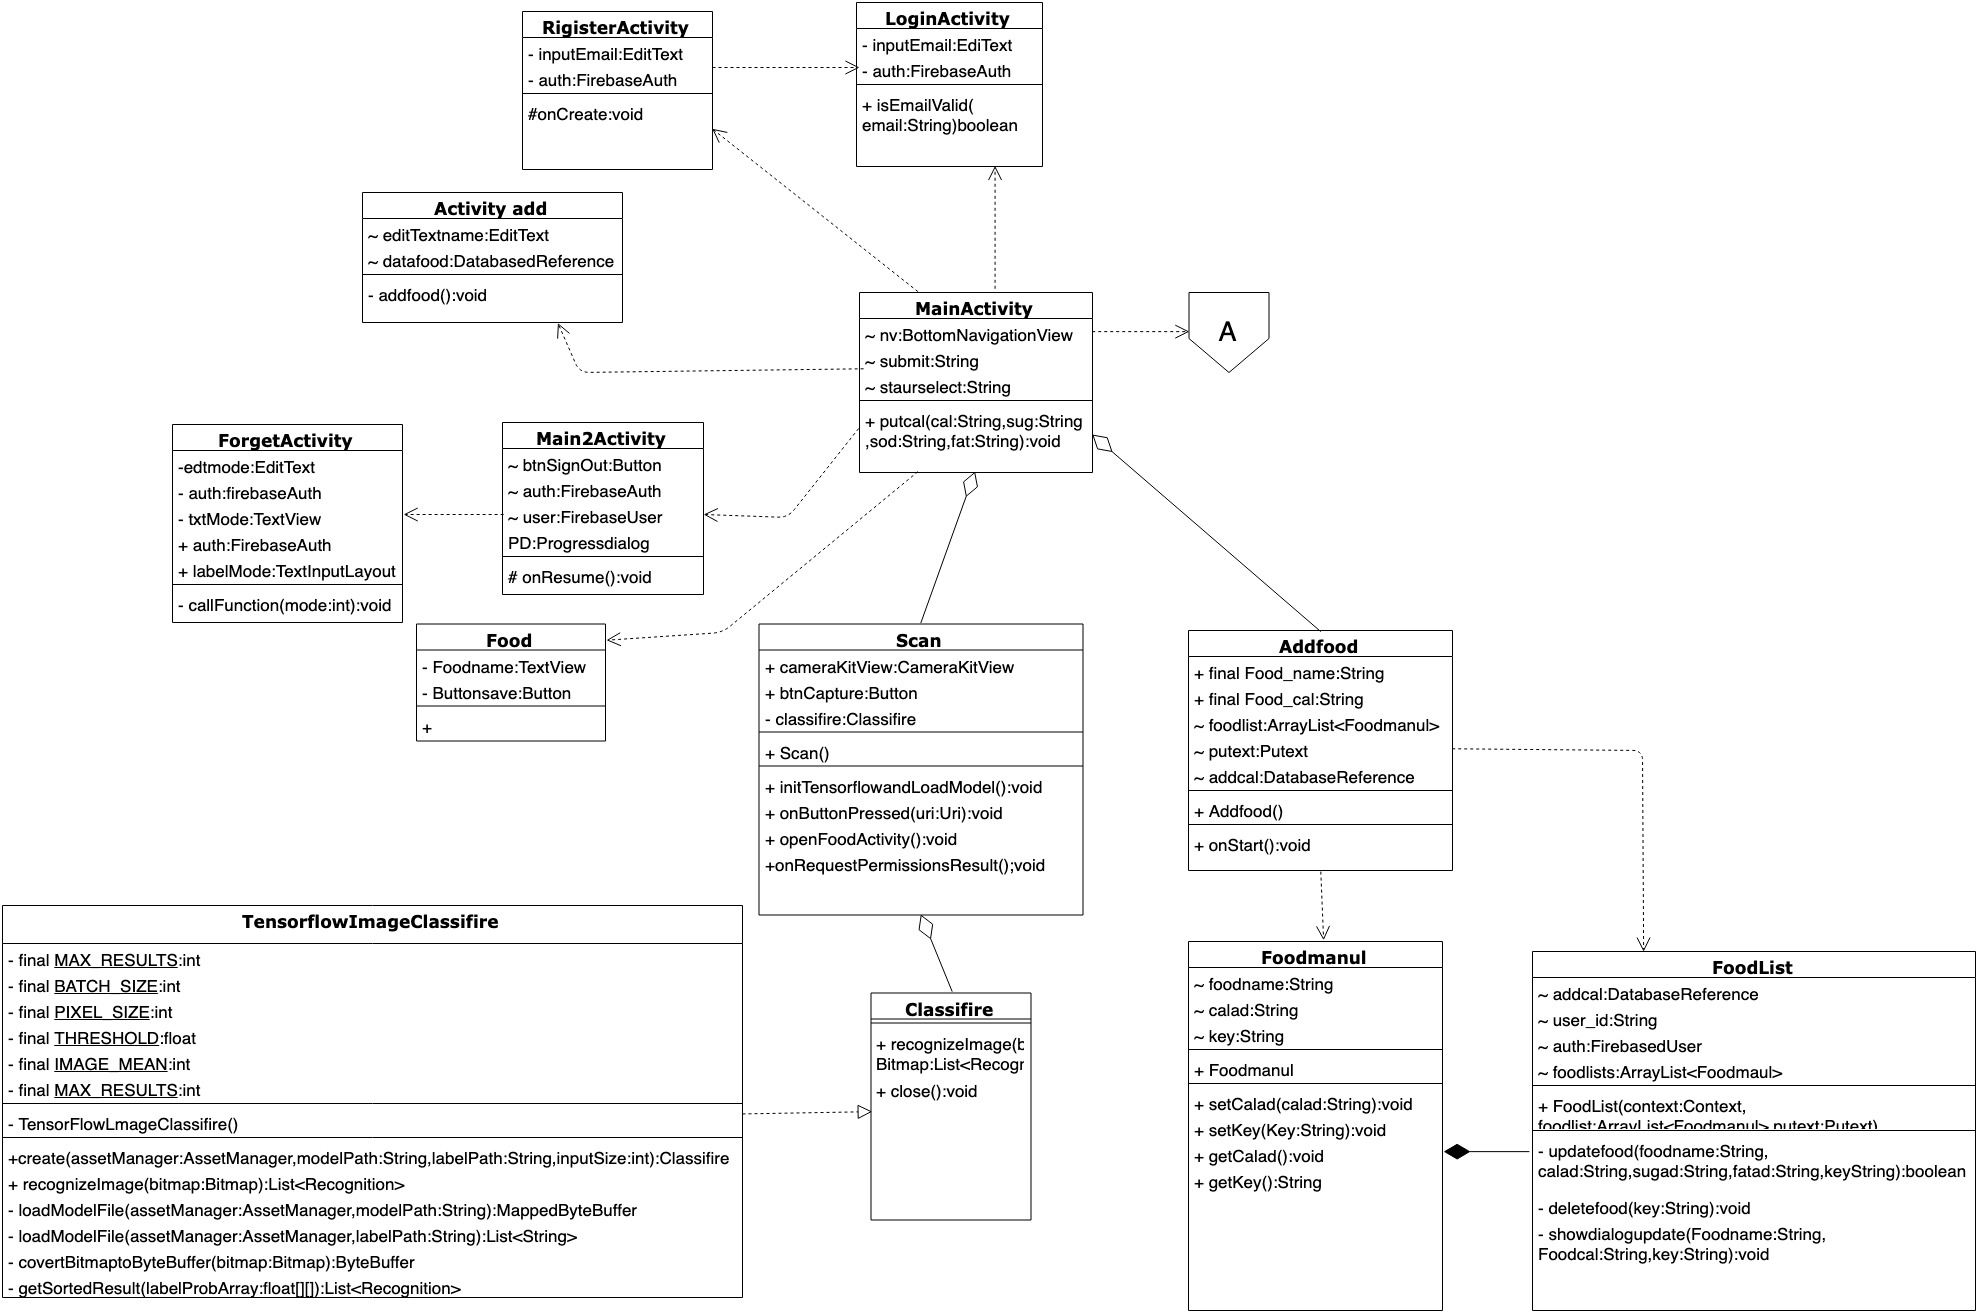 RigisterActivity
- inputEmail:EditText
- auth:FirebaseAuth
#onCreate:void
LoginActivity
- inputEmail:EdiText
- auth:FirebaseAuth
+ isEmailValid(
email:String)boolean
Activity add
~ editTextname:EditText
~ datafood:DatabasedReference
- addfood():void
MainActivity
~ nv:BottomNavigationView
~ submit:String
~ staurselect:String
+ putcal(cal:String,sug:String
,sod:String,fat:String):void
A
ForgetActivity
-edtmode:EditText
- auth:firebaseAuth
- txtMode:TextView
+ auth:FirebaseAuth
+ labelMode:TextInputLayout
- callFunction(mode:int):void
Main2Activity
~ btnSignOut:Button
~ auth:FirebaseAuth
~ user:FirebaseUser
PD:Progressdialog
# onResume():void
Food
- Foodname:TextView
- Buttonsave:Button
+
Scan
+ cameraKitView:CameraKitView
+ btnCapture:Button
- classifire:Classifire
+ Scan()
+ initTensorflowandLoadModel():void
+ onButtonPressed(uri:Uri):void
+ openFoodActivity():void
+onRequestPermissionsResult();void
Addfood
+ final Food_name:String
+ final Food_cal:String
~ foodlist:ArrayList<Foodmanul>
~ putext:Putext
~ addcal:DatabaseReference
+ Addfood()
+ onStart():void
TensorflowImageClassifire
- final MAX_RESULTS:int
- final BATCH_SIZE:int
- final PIXEL_SIZE:int
- final THRESHOLD:float
- final IMAGE_MEAN:int
- final MAX_RESULTS:int
- TensorFlowLmageClassifire()
+create(assetManager:AssetManager,modelPath:String,labelPath:String,inputSize:int):Classifire
+ recognizeImage(bitmap:Bitmap):List<Recognition>
- loadModelFile(assetManager:AssetManager,modelPath:String):MappedByteBuffer
- loadModelFile(assetManager:AssetManager,labelPath:String):List<String>
- covertBitmaptoByteBuffer(bitmap:Bitmap):ByteBuffer
- getSortedResult(labelProbArray:float[][]):List<Recognition>
Classifire
+ recognizeImage(b
Bitmap:List<Recogr
+ close():void
Foodmanul
~ foodname:String
~ calad:String
~ key:String
+ Foodmanul
+ setCalad(calad:String):void
+ setKey(Key:String):void
+ getCalad():void
+ getKey():String
FoodList
~ addcal:DatabaseReference
~ user_id:String
~ auth:FirebasedUser
~ foodlists:ArrayList<Foodmaul>
+ FoodList(context:Context,
foodlist:ArrayList<Foodmanul>,putext:Putext)
- updatefood(foodname:String,
calad:String,sugad:String,fatad:String,keyString):boolean
- deletefood(key:String):void
- showdialogupdate(Foodname:String,
Foodcal:String,key:String):void